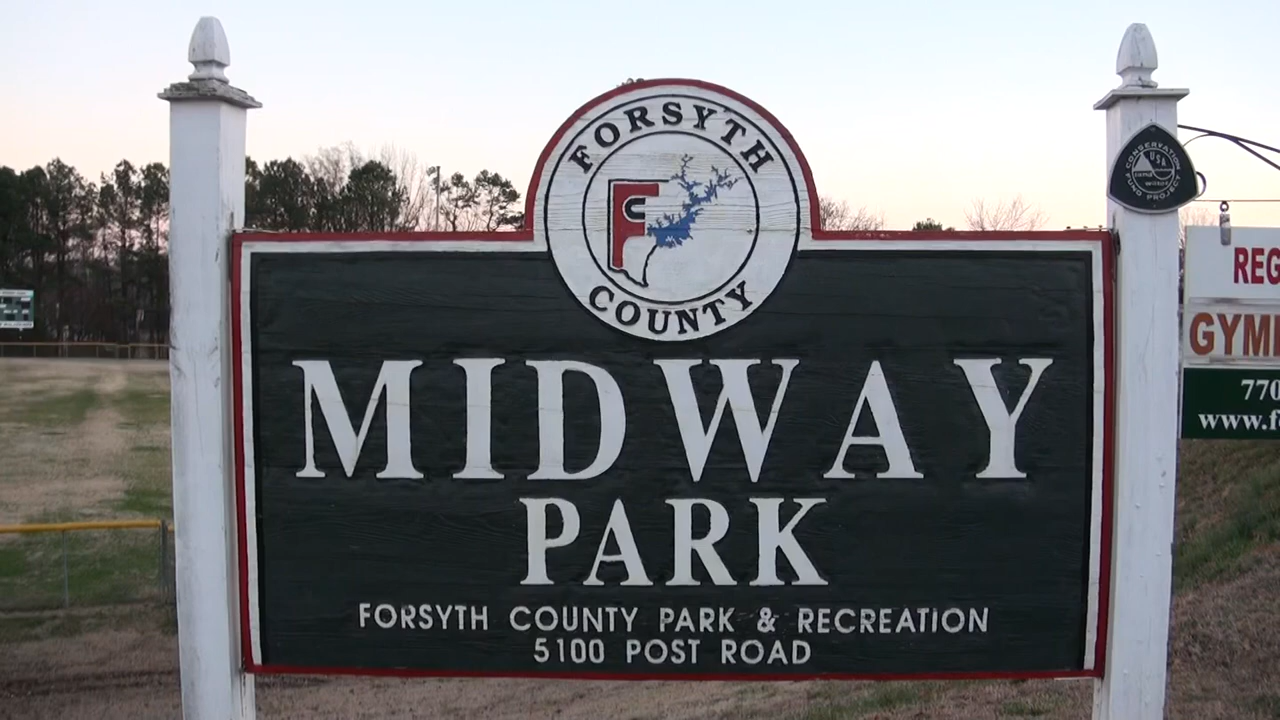 FORSYTH
COUNTY
MIDWAY
PARK
FORSYTH COUNTY PARK & RECREATION
5100 POST ROAD
CONSERVATION
USA
FUND PROJECT
REG
GYM
770
www.f